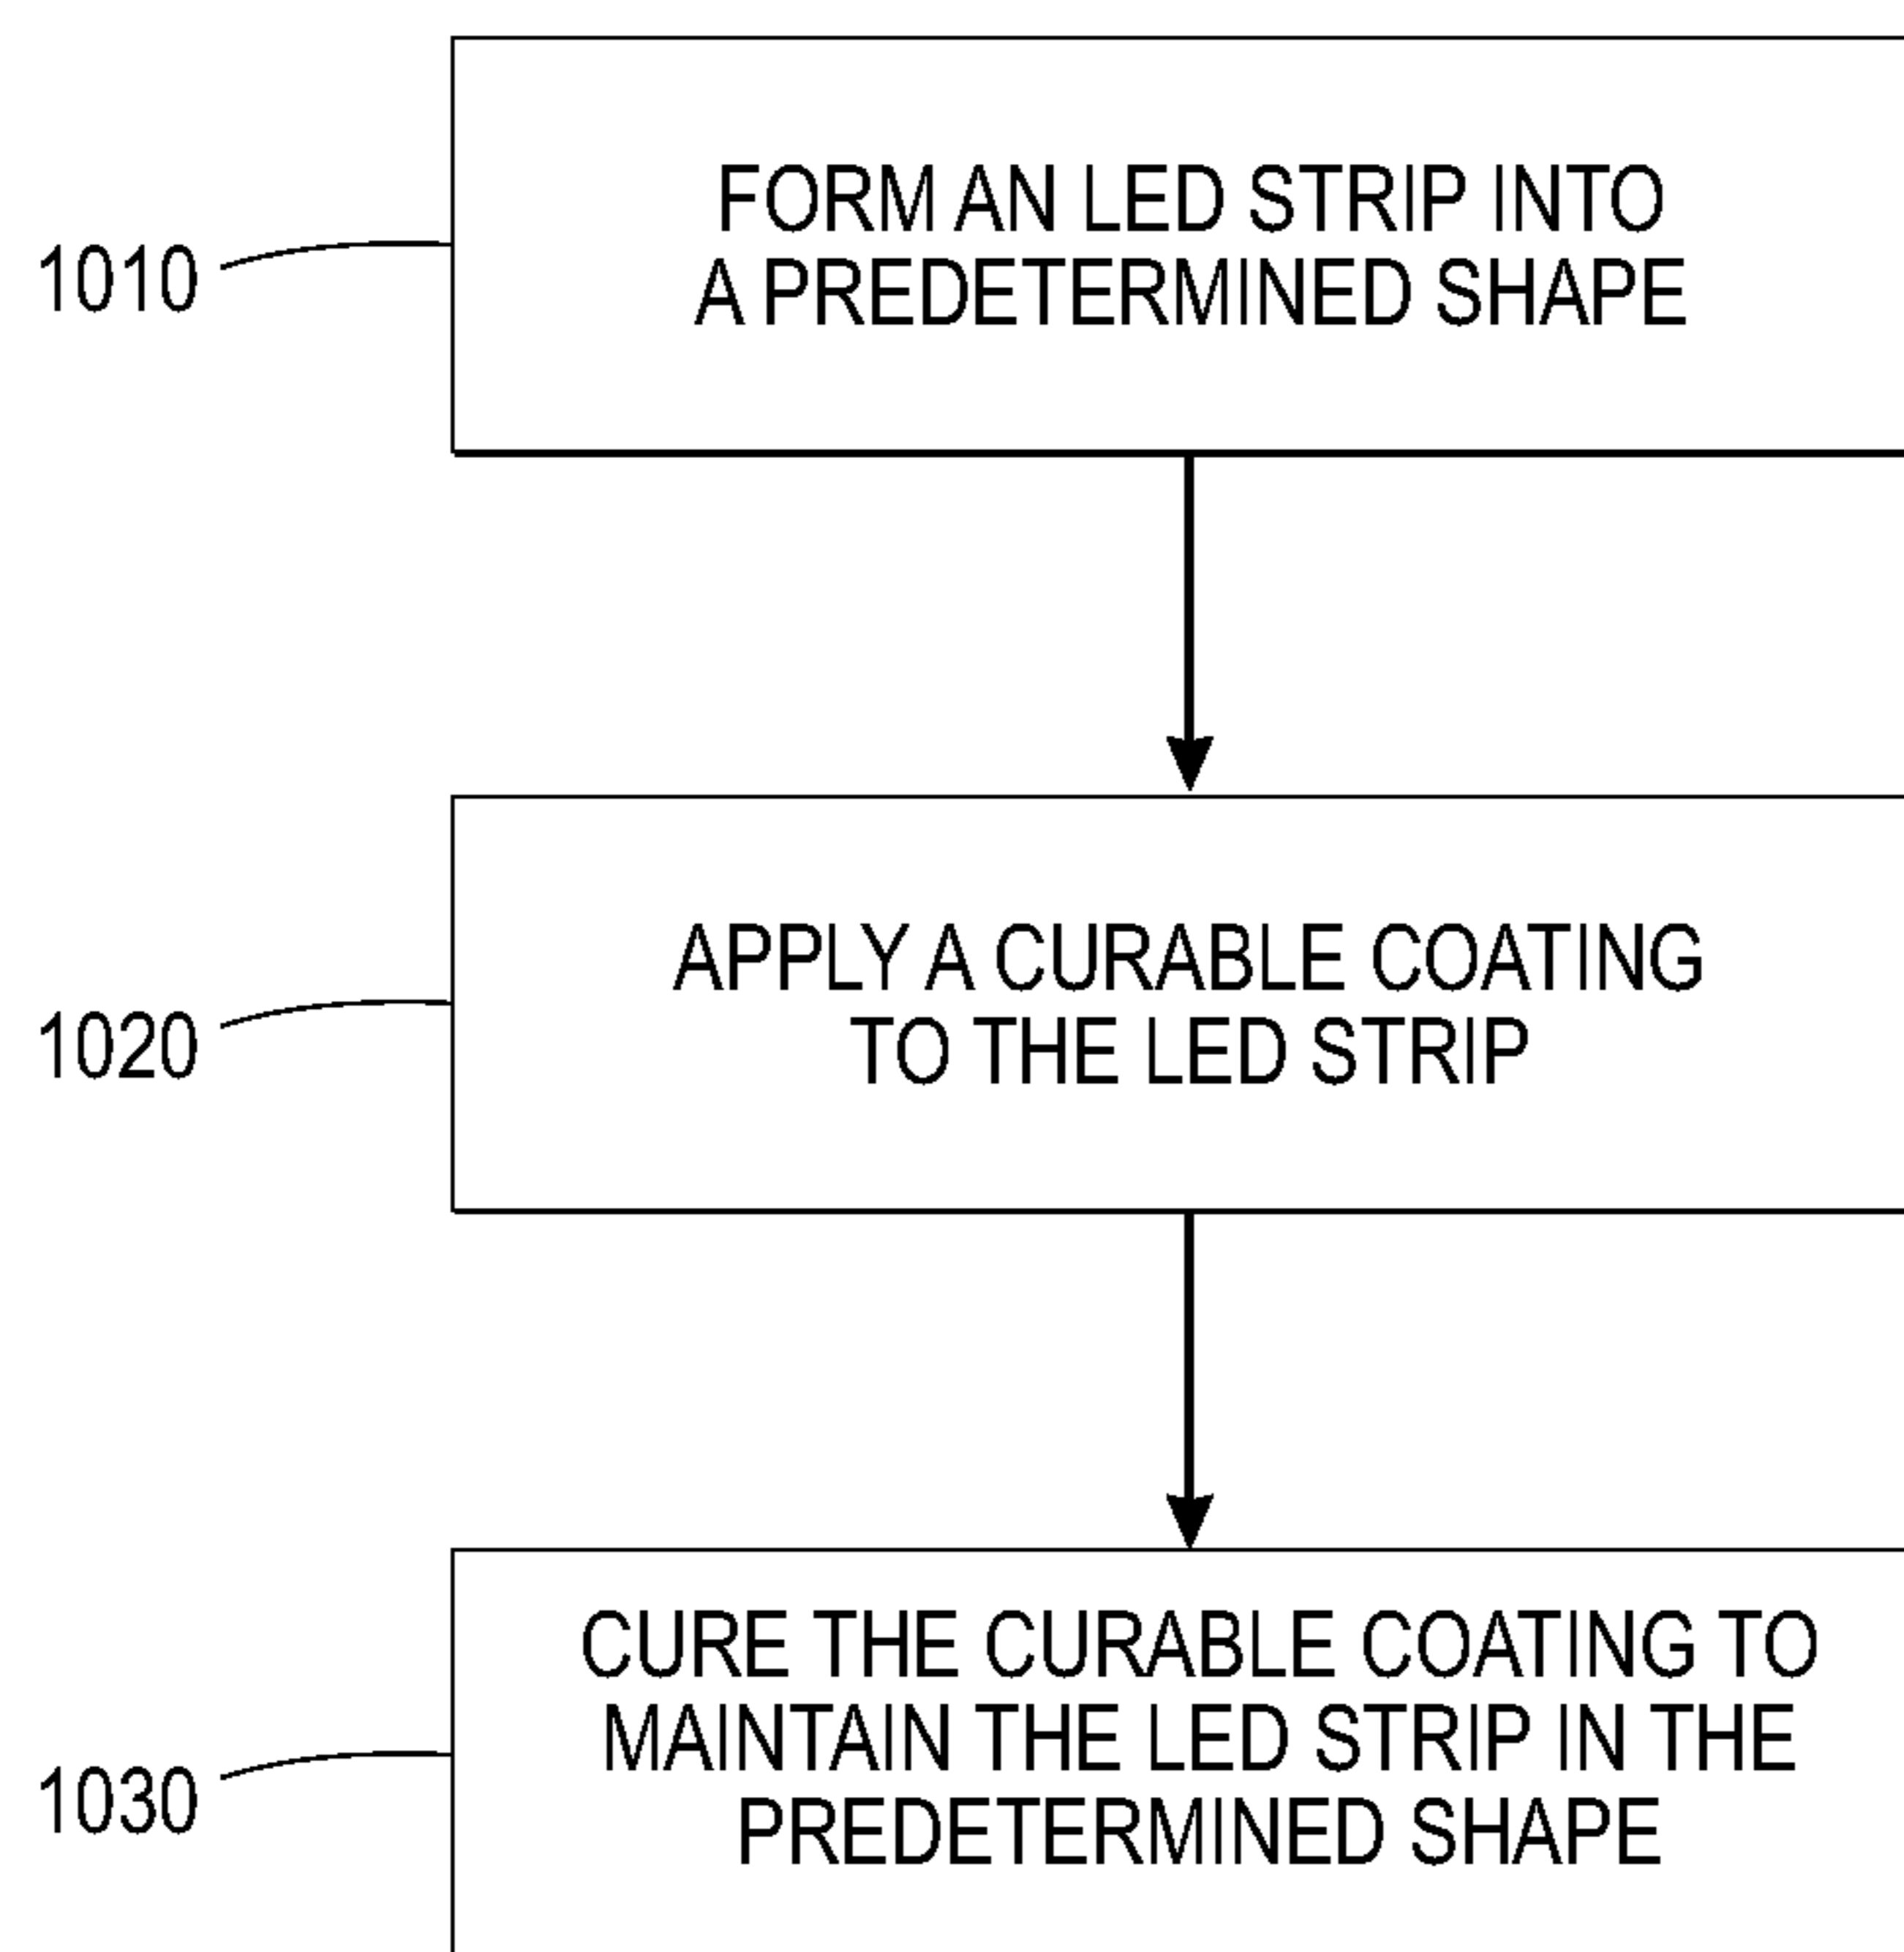 FORM AN LED STRIP INTO
A PREDETERMINED SHAPE
1010
APPLY A CURABLE COATING
TO THE LED STRIP
1020
CURE THE CURABLE COATING TO
MAINTAIN THE LED STRIP IN THE
PREDETERMINED SHAPE
1030